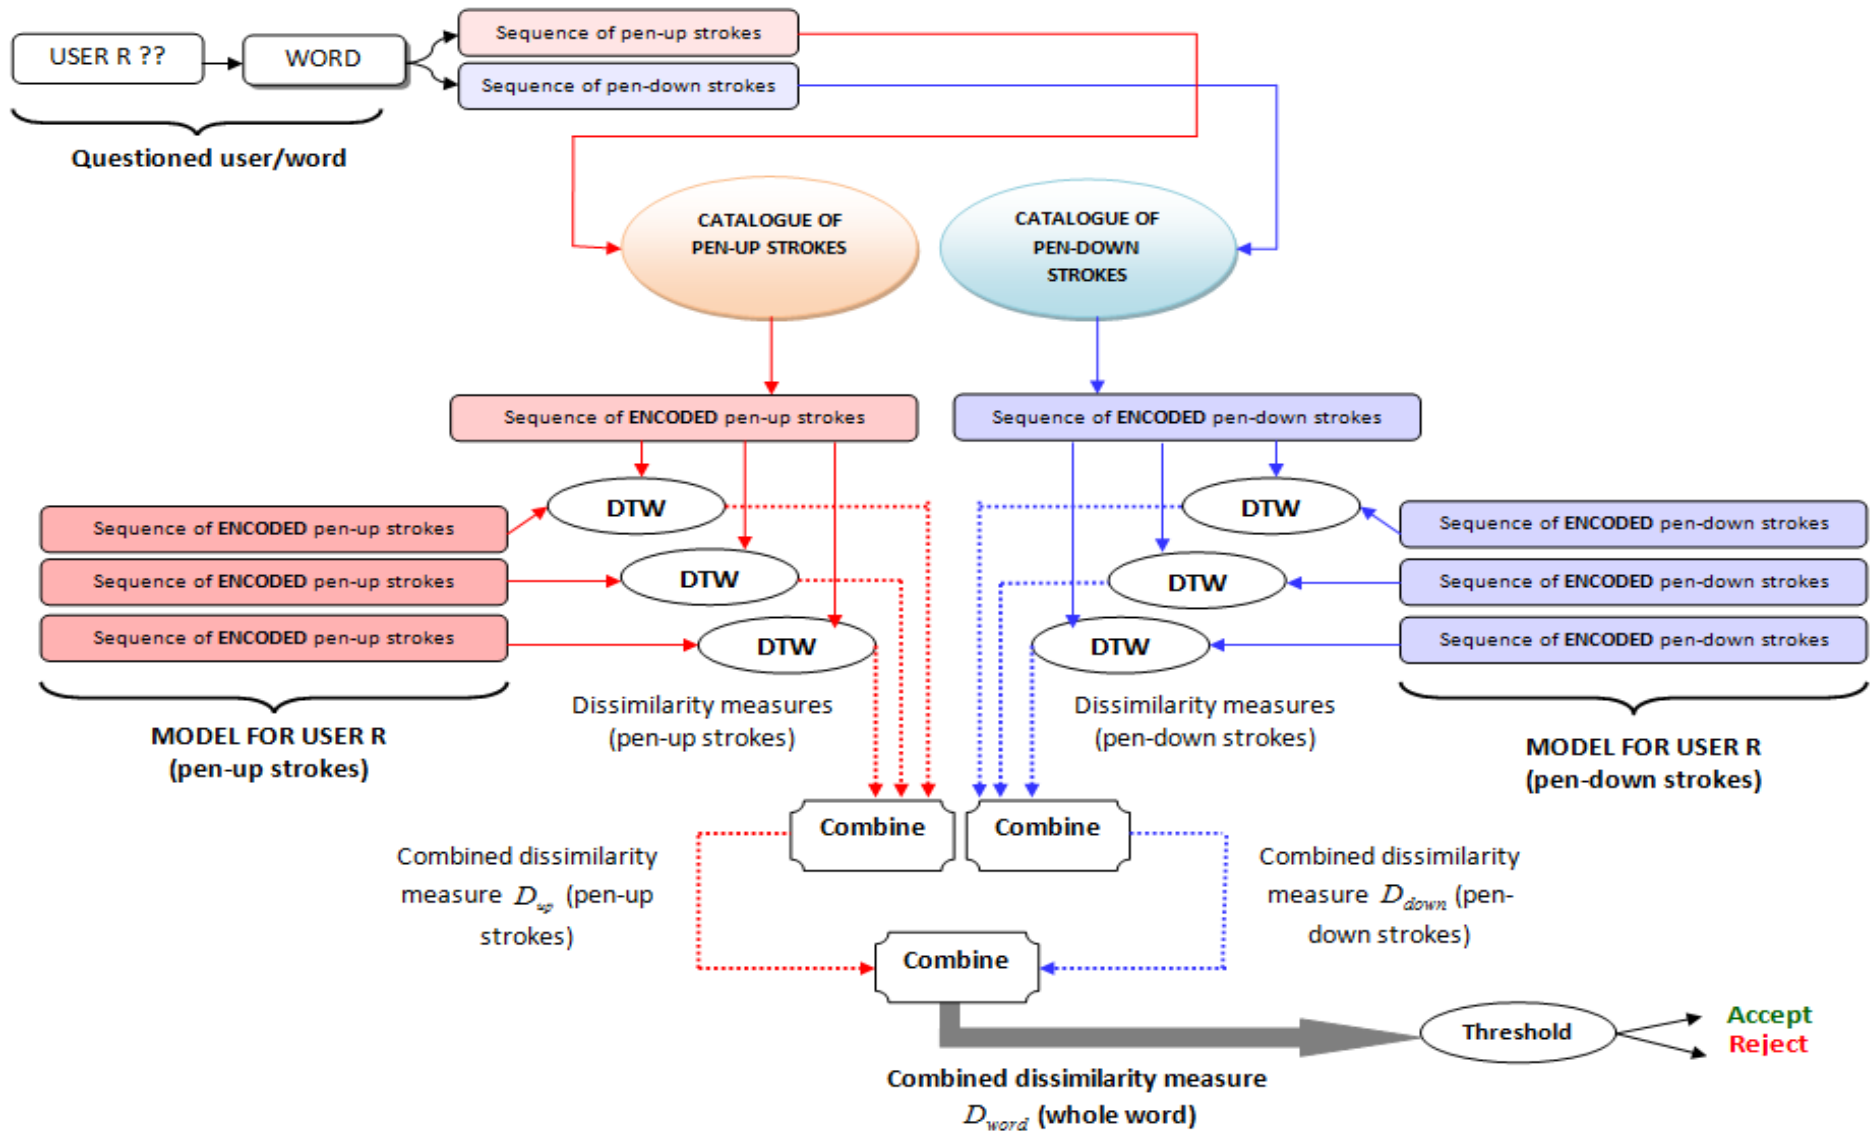 USER R ??
WORD
Sequence of pen-up strokes
Sequence of pen-down strokes
Questioned user/word
CATALOGUE OF
PEN-UP STROKES
CATALOGUE OF
PEN-DOWN
STROKES
Sequence of ENCODED pen-up strokes
Sequence of ENCODED pen-down strokes
DTW
DTW
DTW
DTW
DTW
DTW
Sequence of ENCODED pen-up strokes
Sequence of ENCODED pen-up strokes
Sequence of ENCODED pen-up strokes
Sequence of ENCODED pen-down strokes
Sequence of ENCODED pen-down strokes
Sequence of ENCODED pen-down strokes
MODEL FOR USER R
(pen-up strokes)
Dissimilarity measures
(pen-up strokes)
Dissimilarity measures
(pen-down strokes)
MODEL FOR USER R
(pen-down strokes)
Combine
Combine
Combined dissimilarity
measure D_up (pen-up
strokes)
Combined dissimilarity
measure D_down (pen-
down strokes)
Combine
Threshold
Accept
Reject
Combined dissimilarity measure
D_word (whole word)